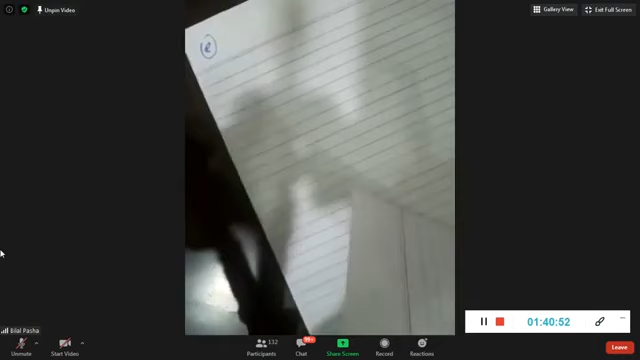 Unpin Video
Gallery View
Exit Full Screen
e
Bilal Pasha
01:40:52
Unmute
Start Video
132
Participants
99+
Chat
Share Screen
Record
Reactions
Leave